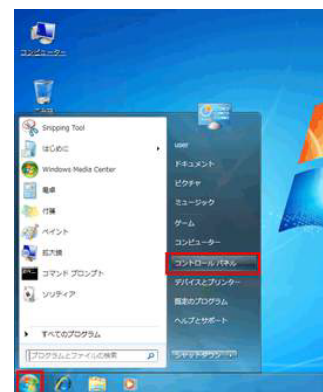 コンピューター
ごみ箱
Snipping Tool
はじめに
Windows Media Center
電卓
付箋
ペイント
拡大鏡
コマンド プロンプト
ソリティア
すべてのプログラム
プログラムとファイルの検索
user
ドキュメント
ピクチャ
ミュージック
ゲーム
コンピューター
コントロール パネル
デバイスとプリンター
既定のプログラム
ヘルプとサポート
シャットダウン